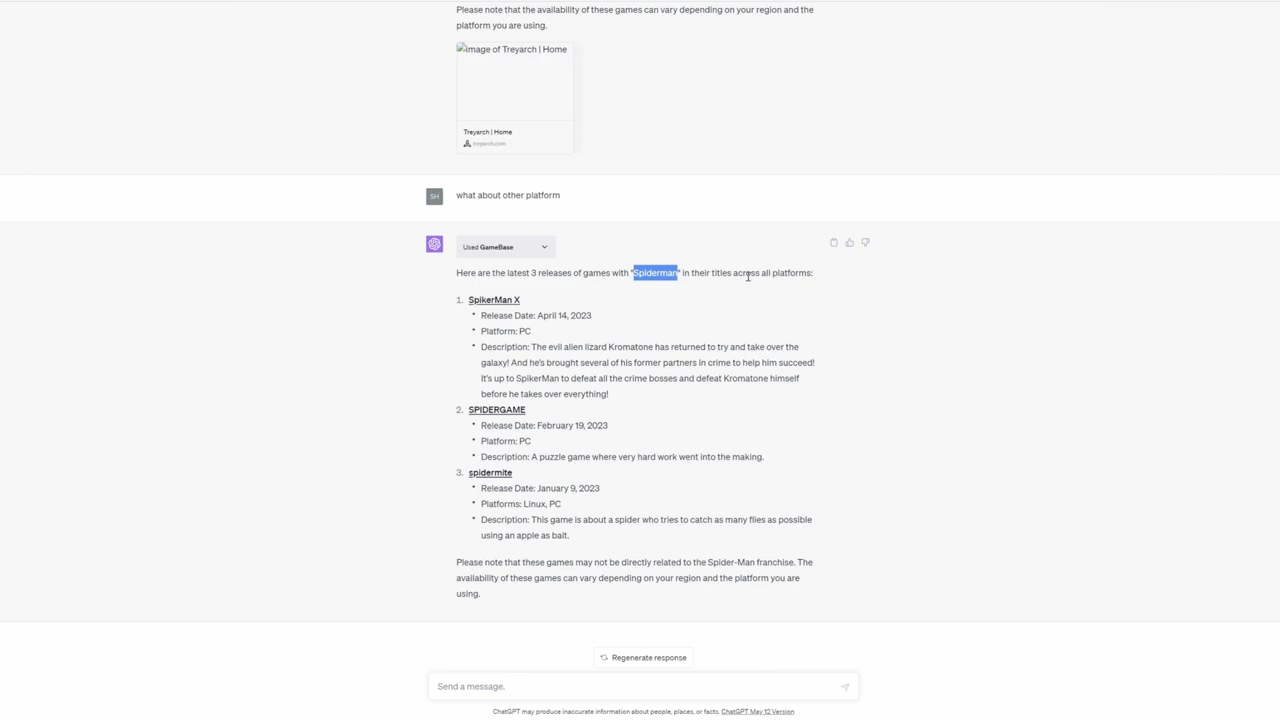 Please note that the availability of these games can vary depending on your region and the
platform you are using.
image of Treyarch | Home
Treyarch | Home
treyarch.com
SH
what about other platform
Used GameBase
Here are the latest 3 releases of games with "Spiderman" in their titles across all platforms:
1. SpikerMan X
• Release Date: April 14, 2023
• Platform: PC
• Description: The evil alien lizard Kromatone has returned to try and take over the
galaxy! And he's brought several of his former partners in crime to help him succeed!
It's up to SpikerMan to defeat all the crime bosses and defeat Kromatone himself
before he takes over everything!
2. SPIDERGAME
• Release Date: February 19, 2023
• Platform: PC
• Description: A puzzle game where very hard work went into the making.
3. spidermite
• Release Date: January 9, 2023
• Platforms: Linux, PC
• Description: This game is about a spider who tries to catch as many flies as possible
using an apple as bait.
Please note that these games may not be directly related to the Spider-Man franchise. The
availability of these games can vary depending on your region and the platform you are
using.
Regenerate response
Send a message.
ChatGPT may produce inaccurate information about people, places, or facts. ChatGPT May 12 Version